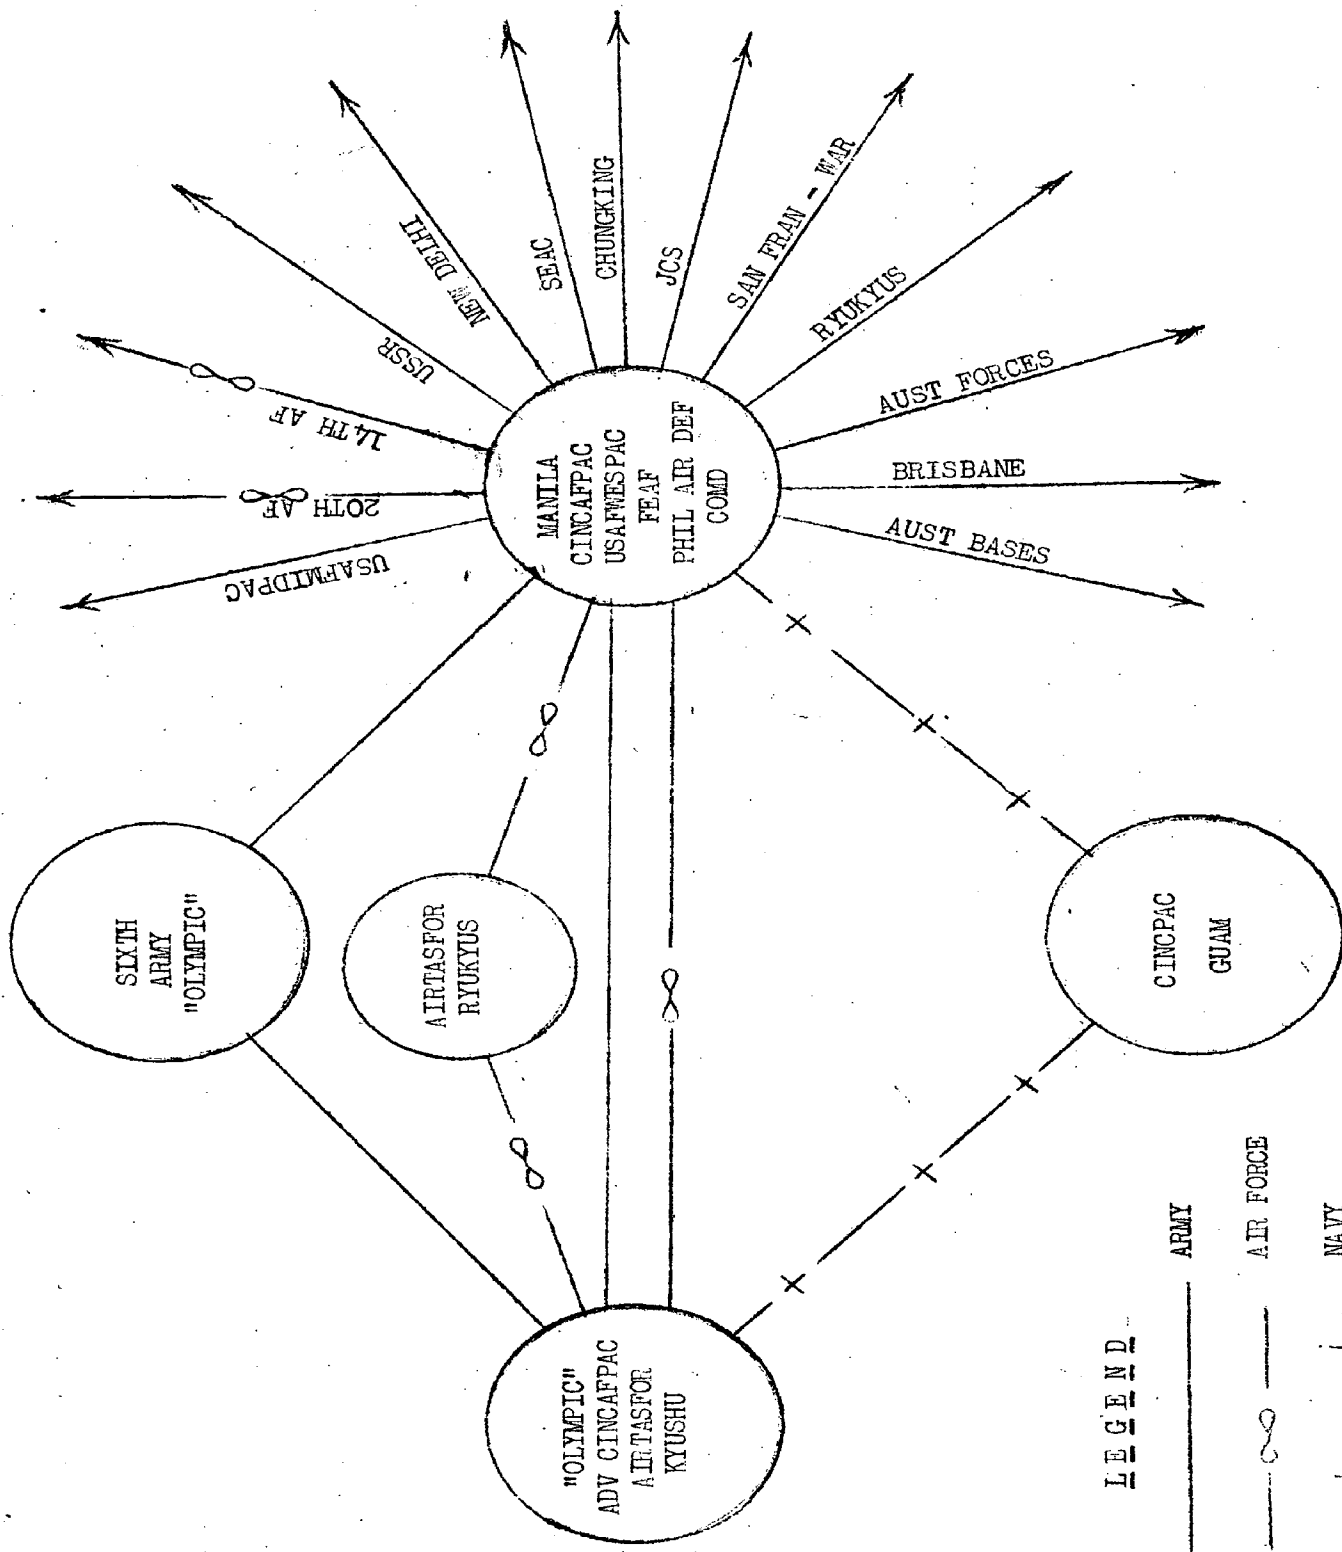 USAFMIDPAC
20TH AF
14TH AF
USSR
NEW DELHI
SEAC
CHUNGKING
JCS
SAN FRAN - WAR
RYUKYUS
AUST FORCES
BRISBANE
AUST BASES
MANILA
CINCAFPAC
USAFWESPAC
FEAF
PHIL AIR DEF
COMD
SIXTH
ARMY
"OLYMPIC"
AIRTASFOR
RYUKYUS
CINCPAC
GUAM
"OLYMPIC"
ADV CINCAFPAC
AIRTASFOR
KYUSHU
LEGEND
ARMY
AIR FORCE
NAVY